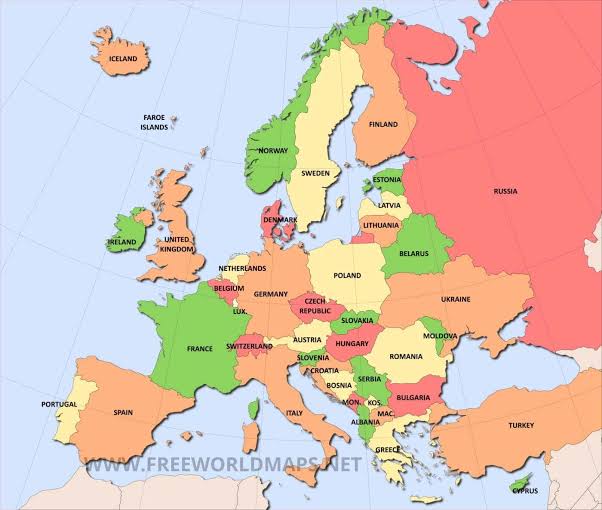 ICELAND
FAROE
ISLANDS
NORWAY
SWEDEN
FINLAND
RUSSIA
ESTONIA
LATVIA
LITHUANIA
DENMARK
IRELAND
UNITED
KINGDOM
BELARUS
NETHERLANDS
BELGIUM
LUX.
GERMANY
POLAND
CZECH
REPUBLIC
SLOVAKIA
UKRAINE
MOLDOVA
FRANCE
SWITZERLAND
AUSTRIA
HUNGARY
SLOVENIA
CROATIA
ROMANIA
BOSNIA
SERBIA
MON.
KOS.
BULGARIA
MAC.
ALBANIA
PORTUGAL
SPAIN
ITALY
GREECE
TURKEY
CYPRUS
WWW.FREEWORLDMAPS.NET